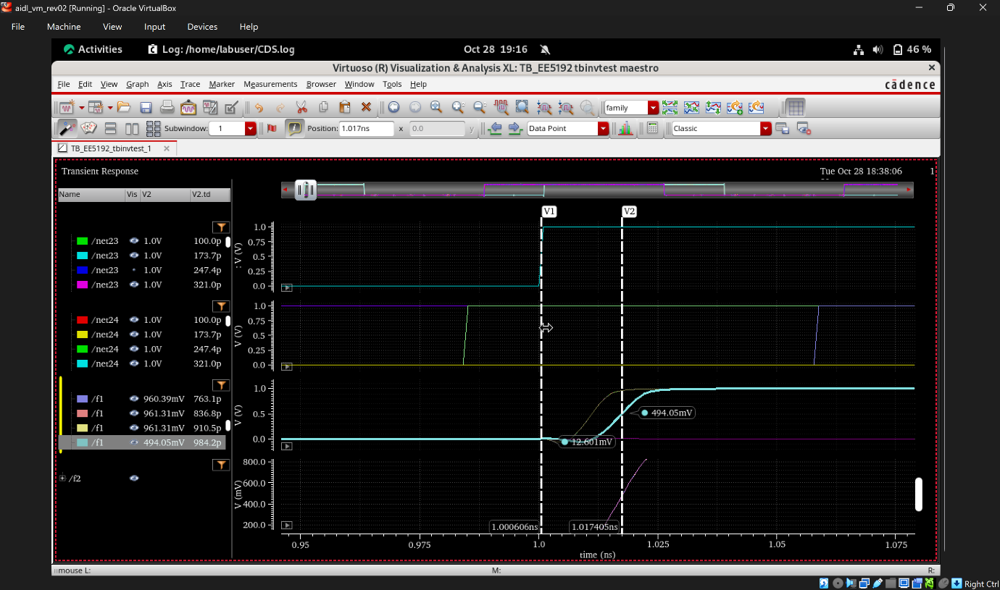 aidl_vm_rev02 [Running] - Oracle VirtualBox
File Machine View Input Devices Help
Activities Log: /home/labuser/CDS.log Oct 28 19:16 46 %
Virtuoso (R) Visualization & Analysis XL: TB_EE5192 tbinvtest maestro
File Edit View Graph Axis Trace Marker Measurements Browser Window Tools Help cādence
family
Subwindow: 1 Position: 1.017ns x 0.0 y Data Point Classic
TB_EE5192_tbinvtest_1
Transient Response Tue Oct 28 18:38:06 1
Name Vis V2 V2.td
V1 V2
/net23 1.0V 100.0p
/net23 1.0V 173.7p
/net23 1.0V 247.4p
/net23 1.0V 321.0p
1.0
0.75
0.5
0.25
0.0
V (V)
/net24 1.0V 100.0p
/net24 1.0V 173.7p
/net24 1.0V 247.4p
/net24 1.0V 321.0p
1.0
0.75
0.5
0.25
0.0
V (V)
/f1 960.39mV 763.1p
/f1 961.31mV 836.8p
/f1 961.31mV 910.5p
/f1 494.05mV 984.2p
1.0
0.5
0.0
V (V)
494.05mV
12.601mV
/f2
800.0
600.0
400.0
200.0
V (mV)
1.000606ns 1.017405ns
0.95 0.975 1.0 1.025 1.05 1.075
time (ns)
mouse L: M: R:
Right Ctrl